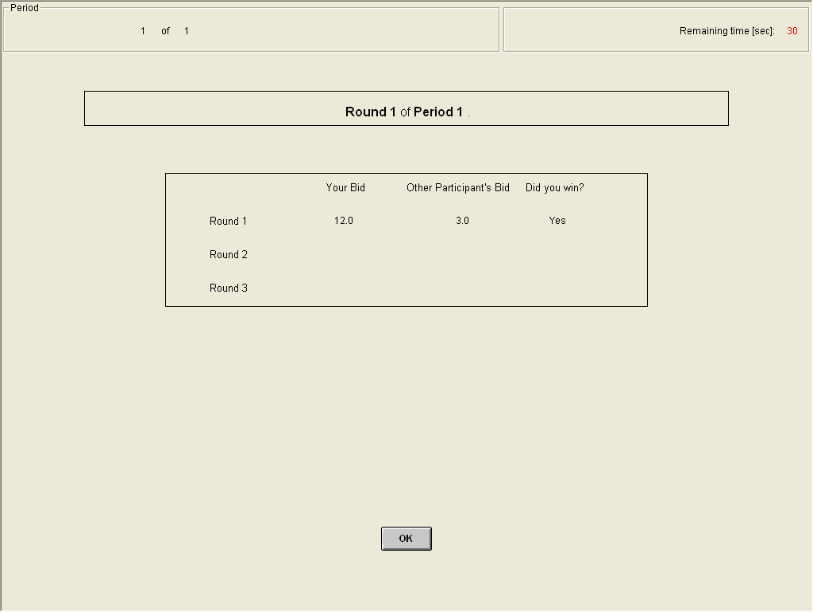 Period
1 of 1
Remaining time [sec]: 30
Round 1 of Period 1 .
Your Bid Other Participant's Bid Did you win?
Round 1 12.0 3.0 Yes
Round 2
Round 3
OK